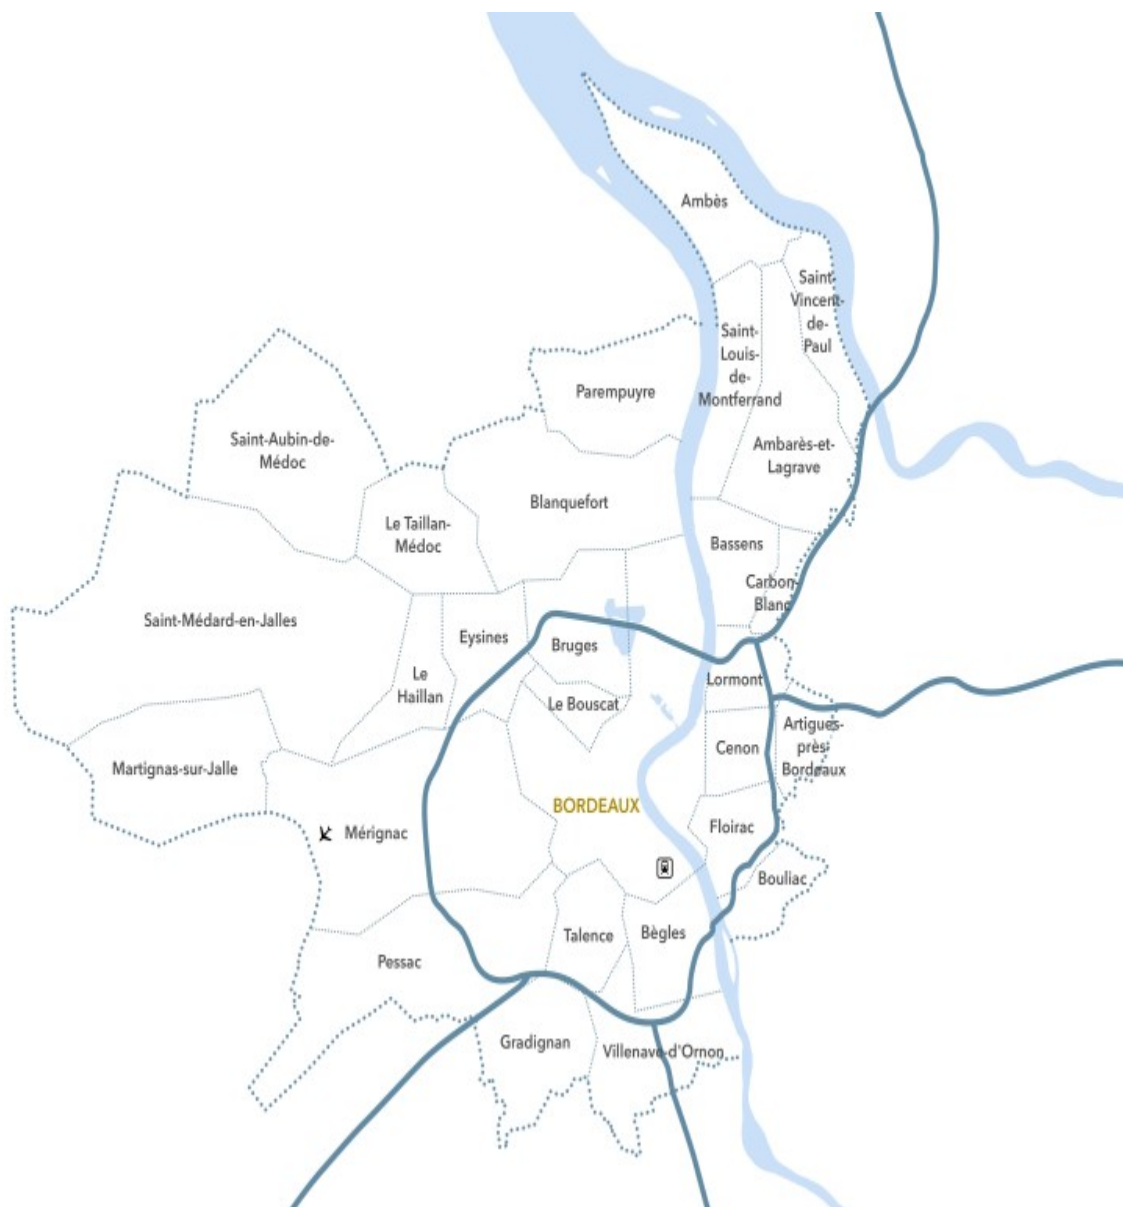 Ambès
Saint-
Vincent-
de-
Paul
Saint-
Louis-
de-
Montferrand
Parempuyre
Saint-Aubin-de-
Médoc
Ambarès-et-
Lagrave
Blanquefort
Le Taillan-
Médoc
Bassens
Carbon-
Blanc
Saint-Médard-en-Jalles
Eysines
Bruges
Le
Haillan
Lormont
Le Bouscat
Artigues-
près-
Bordeaux
Cenon
Martignas-sur-Jalle
BORDEAUX
Mérignac
Floirac
Bouliac
Talence
Bègles
Pessac
Gradignan
Villenave-d'Ornon